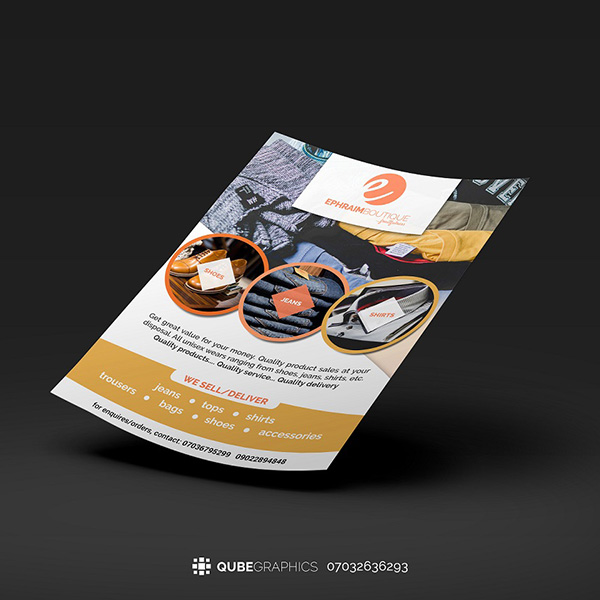 EPHRAIMBOUTIQUE
SHOES
JEANS
SHIRTS
Get great value for your money. Quality product sales at your
disposal. All unisex wears ranging from shoes, jeans, shirts, etc.
Quality products... Quality service... Quality delivery
WE SELL/DELIVER
jeans • tops • shirts
trousers • bags • shoes • accessories
for enquires/orders, contact: 07036795299 09022894848
QUBEGRAPHICS 07032636293